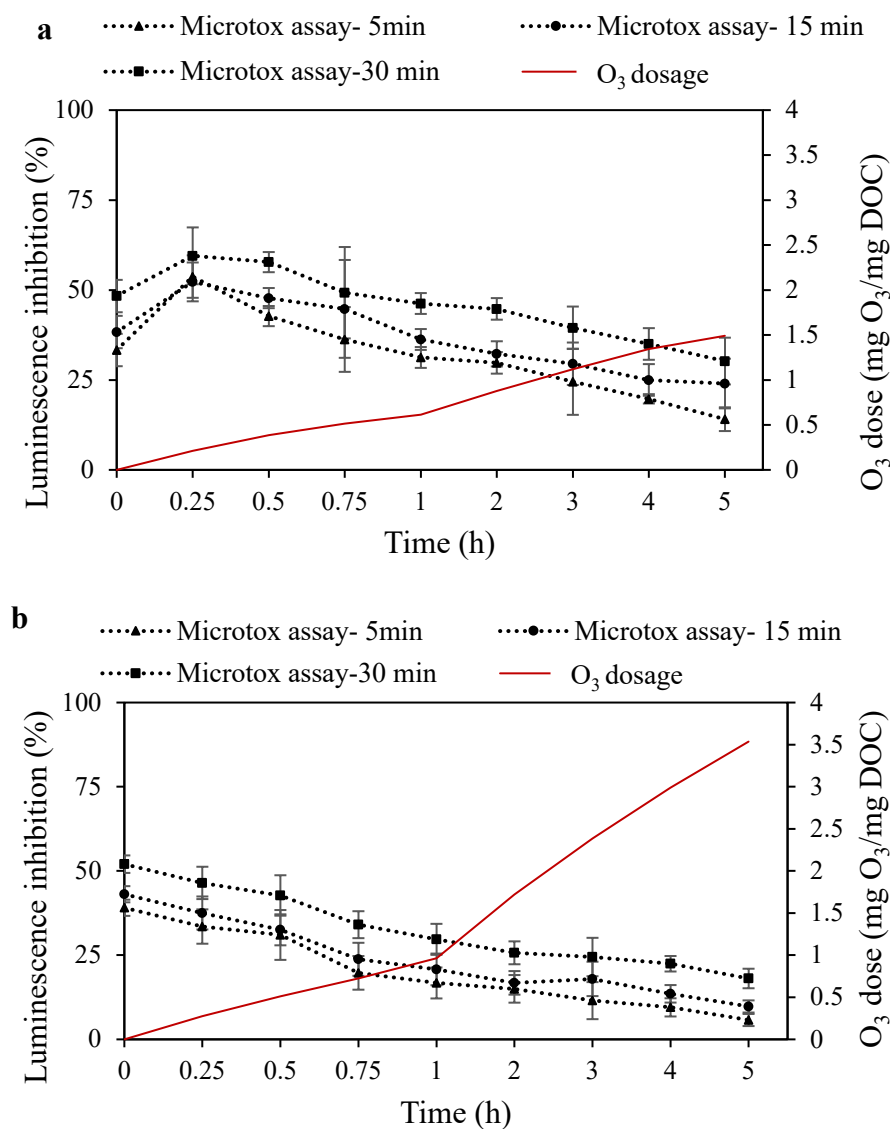 a
Microtox assay- 5min
Microtox assay- 15 min
Microtox assay-30 min
O₃ dosage
Luminescence inhibition (%)
100
75
50
25
0
4
3.5
3
2.5
2
1.5
1
0.5
0
O₃ dose (mg O₃/mg DOC)
0 0.25 0.5 0.75 1 2 3 4 5
Time (h)
b
Microtox assay- 5min
Microtox assay- 15 min
Microtox assay-30 min
O₃ dosage
Luminescence inhibition (%)
100
75
50
25
0
4
3.5
3
2.5
2
1.5
1
0.5
0
O₃ dose (mg O₃/mg DOC)
0 0.25 0.5 0.75 1 2 3 4 5
Time (h)